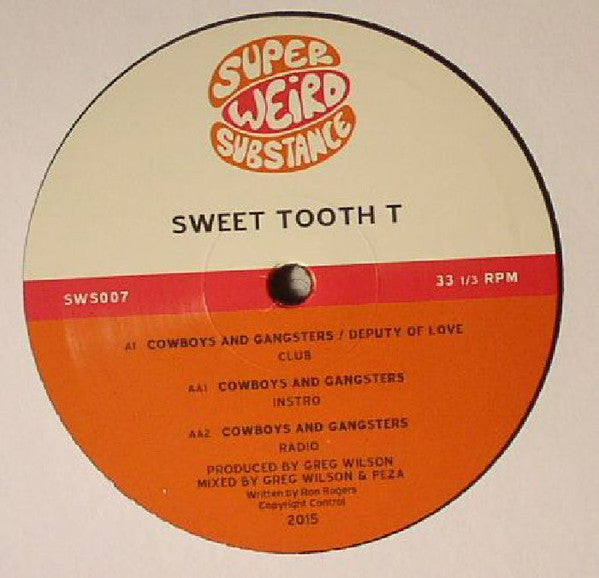 SUPER
WEIRD
SUBSTANCE
SWEET TOOTH T
SWS007 33 1/3 RPM
A1 COWBOYS AND GANGSTERS / DEPUTY OF LOVE
CLUB
AA1 COWBOYS AND GANGSTERS
INSTRO
AA2 COWBOYS AND GANGSTERS
RADIO
PRODUCED BY GREG WILSON
MIXED BY GREG WILSON & PEZA
Written by Ron Rogers
Copyright Control
2015